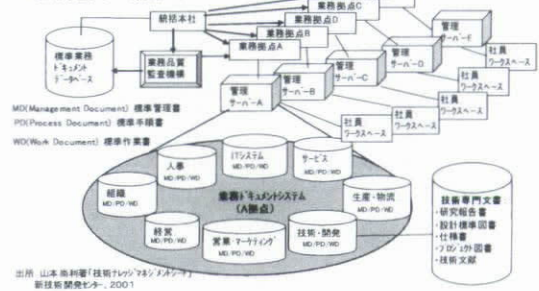 業務拠点C
統括本社
業務拠点D
業務拠点B
業務拠点A
標準業務
ドキュメント
データベース
業務品質
監査機構
管理
サーバーE
管理
サーバーD
管理
サーバーC
管理
サーバーB
管理
サーバーA
社員
ワークスペース
社員
ワークスペース
社員
ワークスペース
社員
ワークスペース
社員
ワークスペース
MD(Management Document) 標準管理書
PD(Process Document) 標準手順書
WD(Work Document) 標準作業書
人事
MD/PD/WD
ITシステム
MD/PD/WD
サービス
MD/PD/WD
組織
MD/PD/WD
業務ドキュメントシステム
(A拠点)
生産・物流
MD/PD/WD
経営
MD/PD/WD
営業・マーケティング
MD/PD/WD
技術・開発
MD/PD/WD
技術専門文書
・研究報告書
・設計標準図書
・仕様書
・プロジェクト図書
・技術文献
出所 山本尚利著「技術ナレッジマネジメントシート」
新技術開発センター, 2001